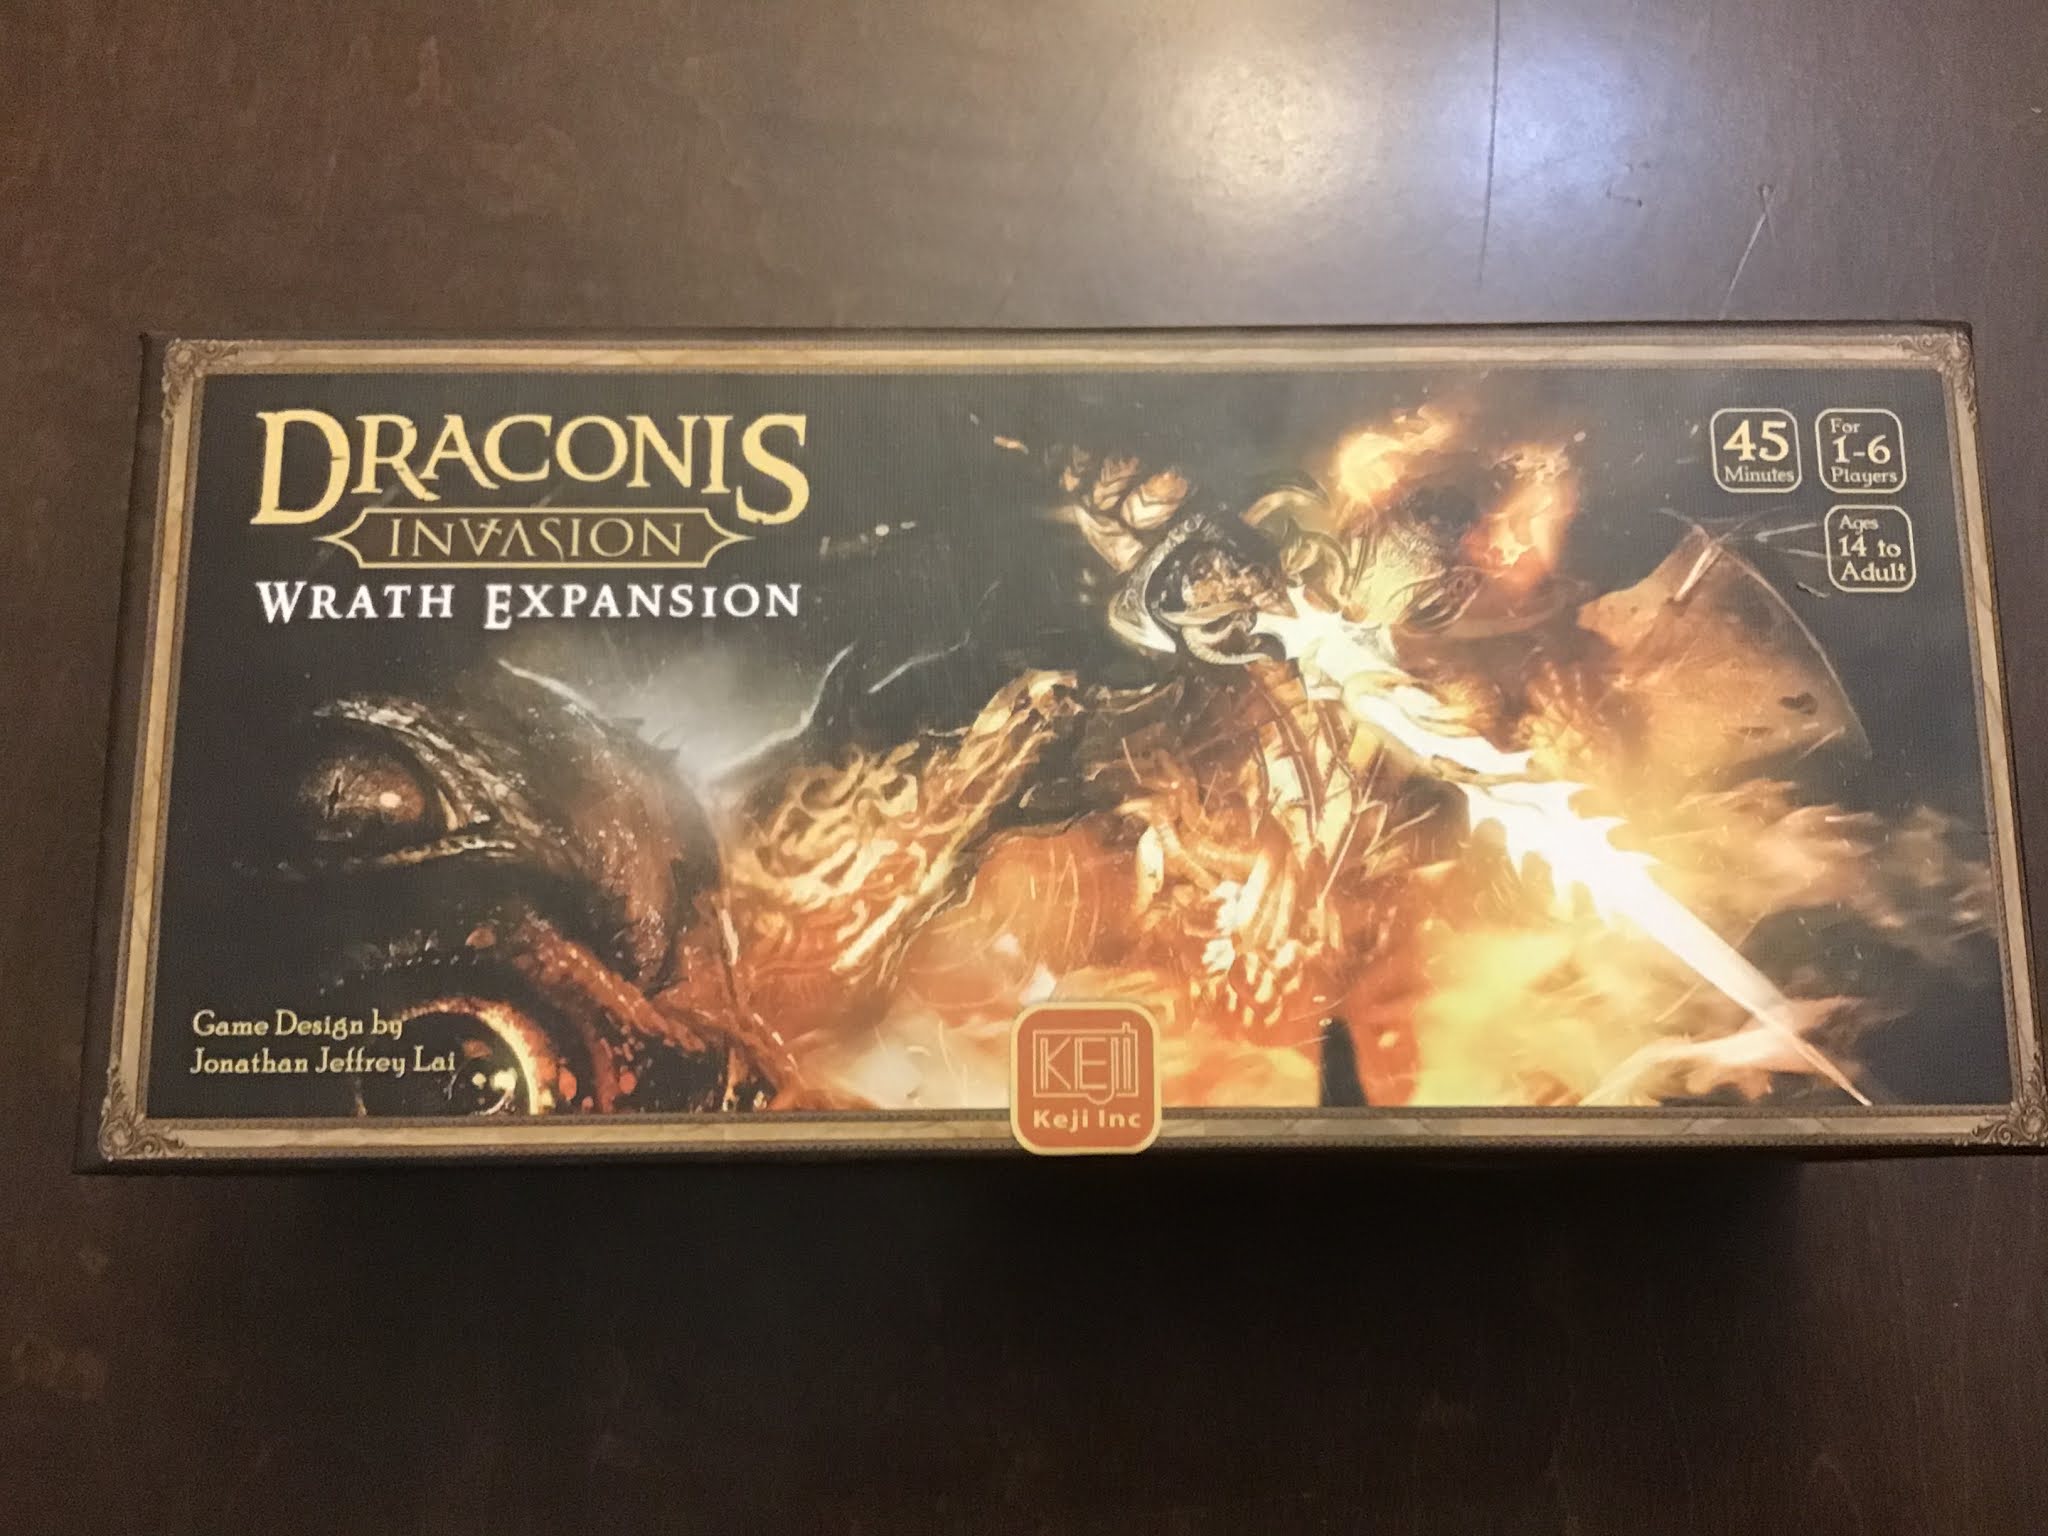 DRACONIS
INVASION
WRATH EXPANSION
45
Minutes
For
1-6
Players
Ages
14 to
Adult
Game Design by
Jonathan Jeffrey Lai
KEJI
Keji Inc